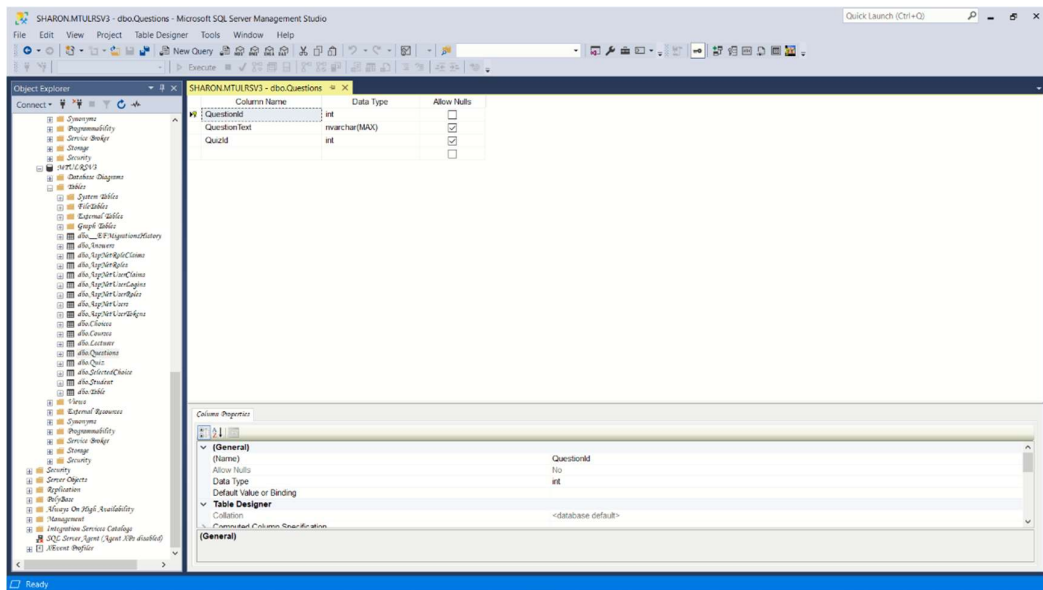 SHARON.MTULRSV3 - dbo.Questions - Microsoft SQL Server Management Studio
Quick Launch (Ctrl+Q)
File Edit View Project Table Designer Tools Window Help
New Query
Execute
Object Explorer
SHARON.MTULRSV3 - dbo.Questions
Connect
Synonyms
Programmability
Service Broker
Storage
Security
MTULRSV3
Database Diagrams
Tables
System Tables
FileTables
External Tables
Graph Tables
dbo.__EFMigrationsHistory
dbo.Answers
dbo.AspNetRoleClaims
dbo.AspNetRoles
dbo.AspNetUserClaims
dbo.AspNetUserLogins
dbo.AspNetUserRoles
dbo.AspNetUsers
dbo.AspNetUserTokens
dbo.Choices
dbo.Courses
dbo.Lecturer
dbo.Questions
dbo.Quiz
dbo.SelectedChoice
dbo.Student
dbo.Table
Views
External Resources
Synonyms
Programmability
Service Broker
Storage
Security
Security
Server Objects
Replication
PolyBase
Always On High Availability
Management
Integration Services Catalogs
SQL Server Agent (Agent XPs disabled)
XEvent Profiler
Column Name Data Type Allow Nulls
QuestionId int
QuestionText nvarchar(MAX)
QuizId int
Column Properties
(General)
(Name) QuestionId
Allow Nulls No
Data Type int
Default Value or Binding
Table Designer
Collation <database default>
Computed Column Specification
(General)
Ready